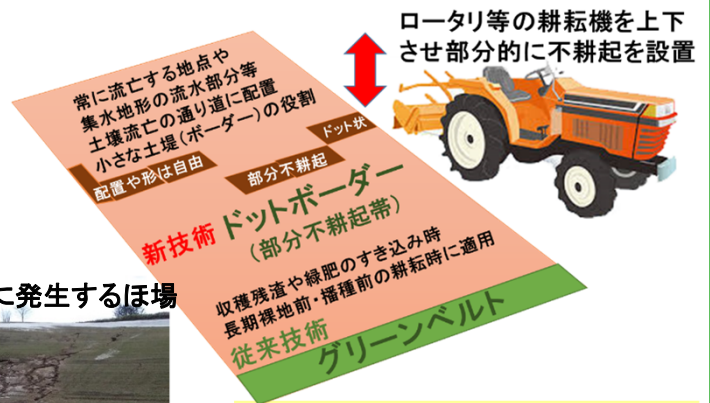 ロータリ等の耕耘機を上下
させ部分的に不耕起を設置
常に流亡する地点や
集水地形の流水部分等
土壌流亡の通り道に配置
小さな土堤（ボーダー）の役割
ドット状
部分不耕起
配置や形は自由
新技術 ドットボーダー
（部分不耕起帯）
収穫残渣や緑肥のすき込み時
長期裸地前・播種前の耕耘時に適用
従来技術
グリーンベルト
に発生するほ場